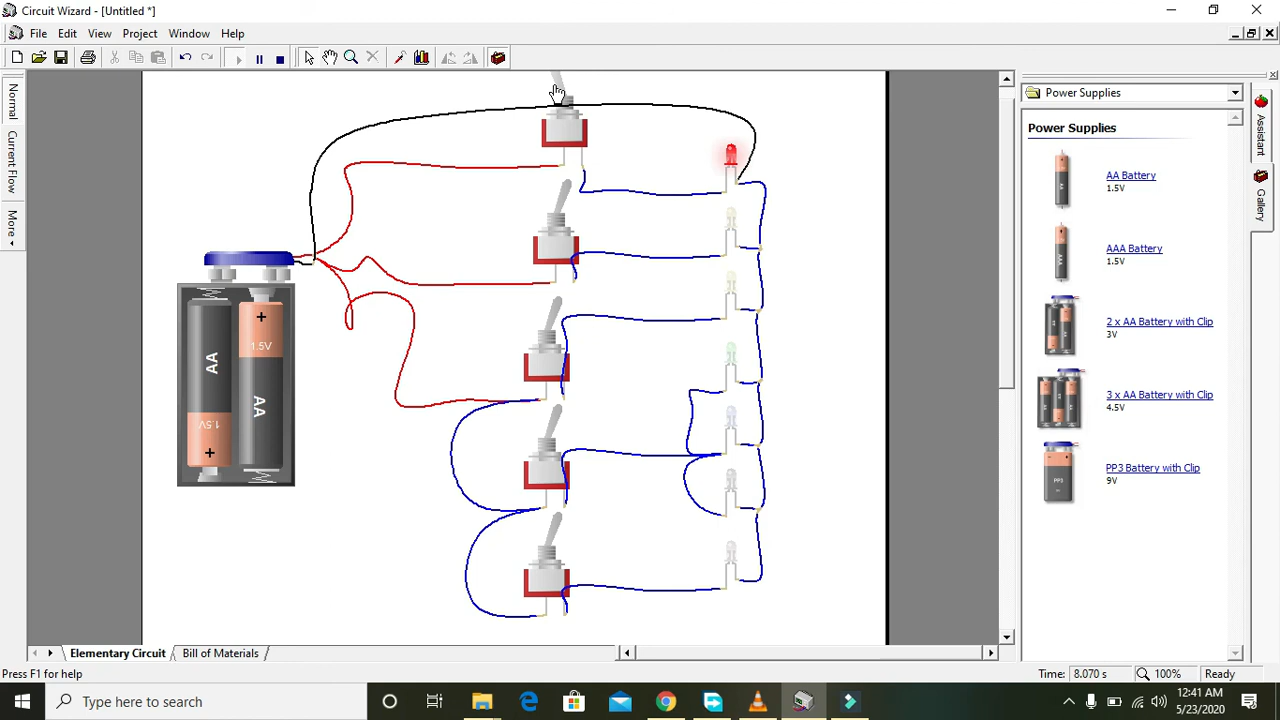 Circuit Wizard - [Untitled *]
File Edit View Project Window Help
Normal
Current Flow
More
Power Supplies
Power Supplies
AA Battery
1.5V
AAA Battery
1.5V
2 x AA Battery with Clip
3V
3 x AA Battery with Clip
4.5V
PP3 Battery with Clip
9V
Assistant
Gallery
+
1.5V
AA
AA
1.5V
+
AA
AAA
PP3
Elementary Circuit
Bill of Materials
Press F1 for help
Time: 8.070 s
100%
Ready
Type here to search
12:41 AM
5/23/2020